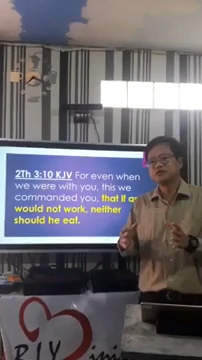 2Th 3:10 KJV For even when
we were with you, this we
commanded you, that if any
would not work, neither
should he eat.
RJY